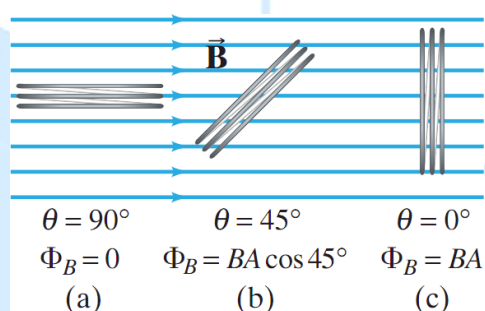 B⃗
θ = 90° θ = 45° θ = 0°
Φ_B = 0 Φ_B = BA cos 45° Φ_B = BA
(a) (b) (c)